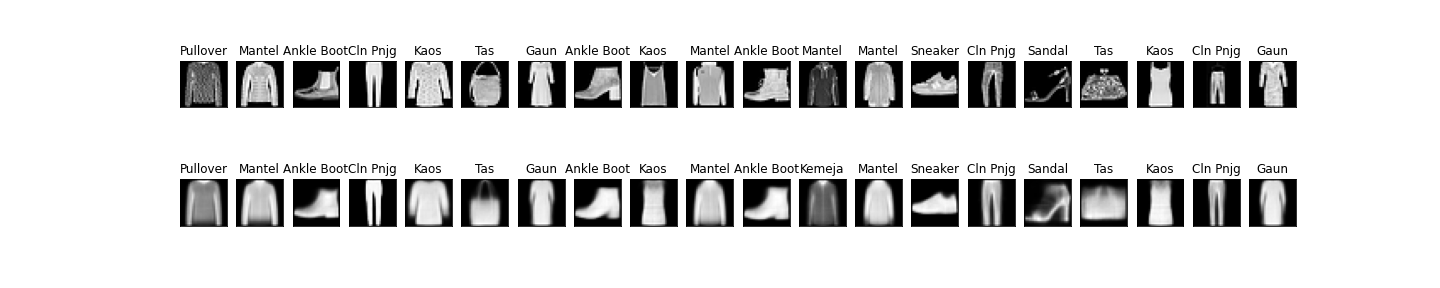 Pullover Mantel Ankle Boot Cln Pnjg Kaos Tas Gaun Ankle Boot Kaos Mantel Ankle Boot Mantel Mantel Sneaker Cln Pnjg Sandal Tas Kaos Cln Pnjg Gaun
Pullover Mantel Ankle Boot Cln Pnjg Kaos Tas Gaun Ankle Boot Kaos Mantel Ankle Boot Kemeja Mantel Sneaker Cln Pnjg Sandal Tas Kaos Cln Pnjg Gaun